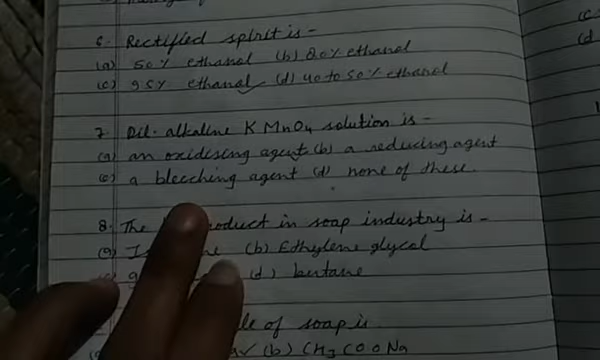 6. Rectified spirit is -
(a) 50% ethanol (b) 20% ethanol
(c) 95% ethanol (d) 40 to 50% ethanol
7. Dil. alkaline KMnO4 solution is -
(a) an oxidising agent (b) a reducing agent
(c) a bleaching agent (d) none of these.
8. The product in soap industry is -
(a) (b) Ethylene glycol
(d) butane
of soap is
(b) CH3COONa